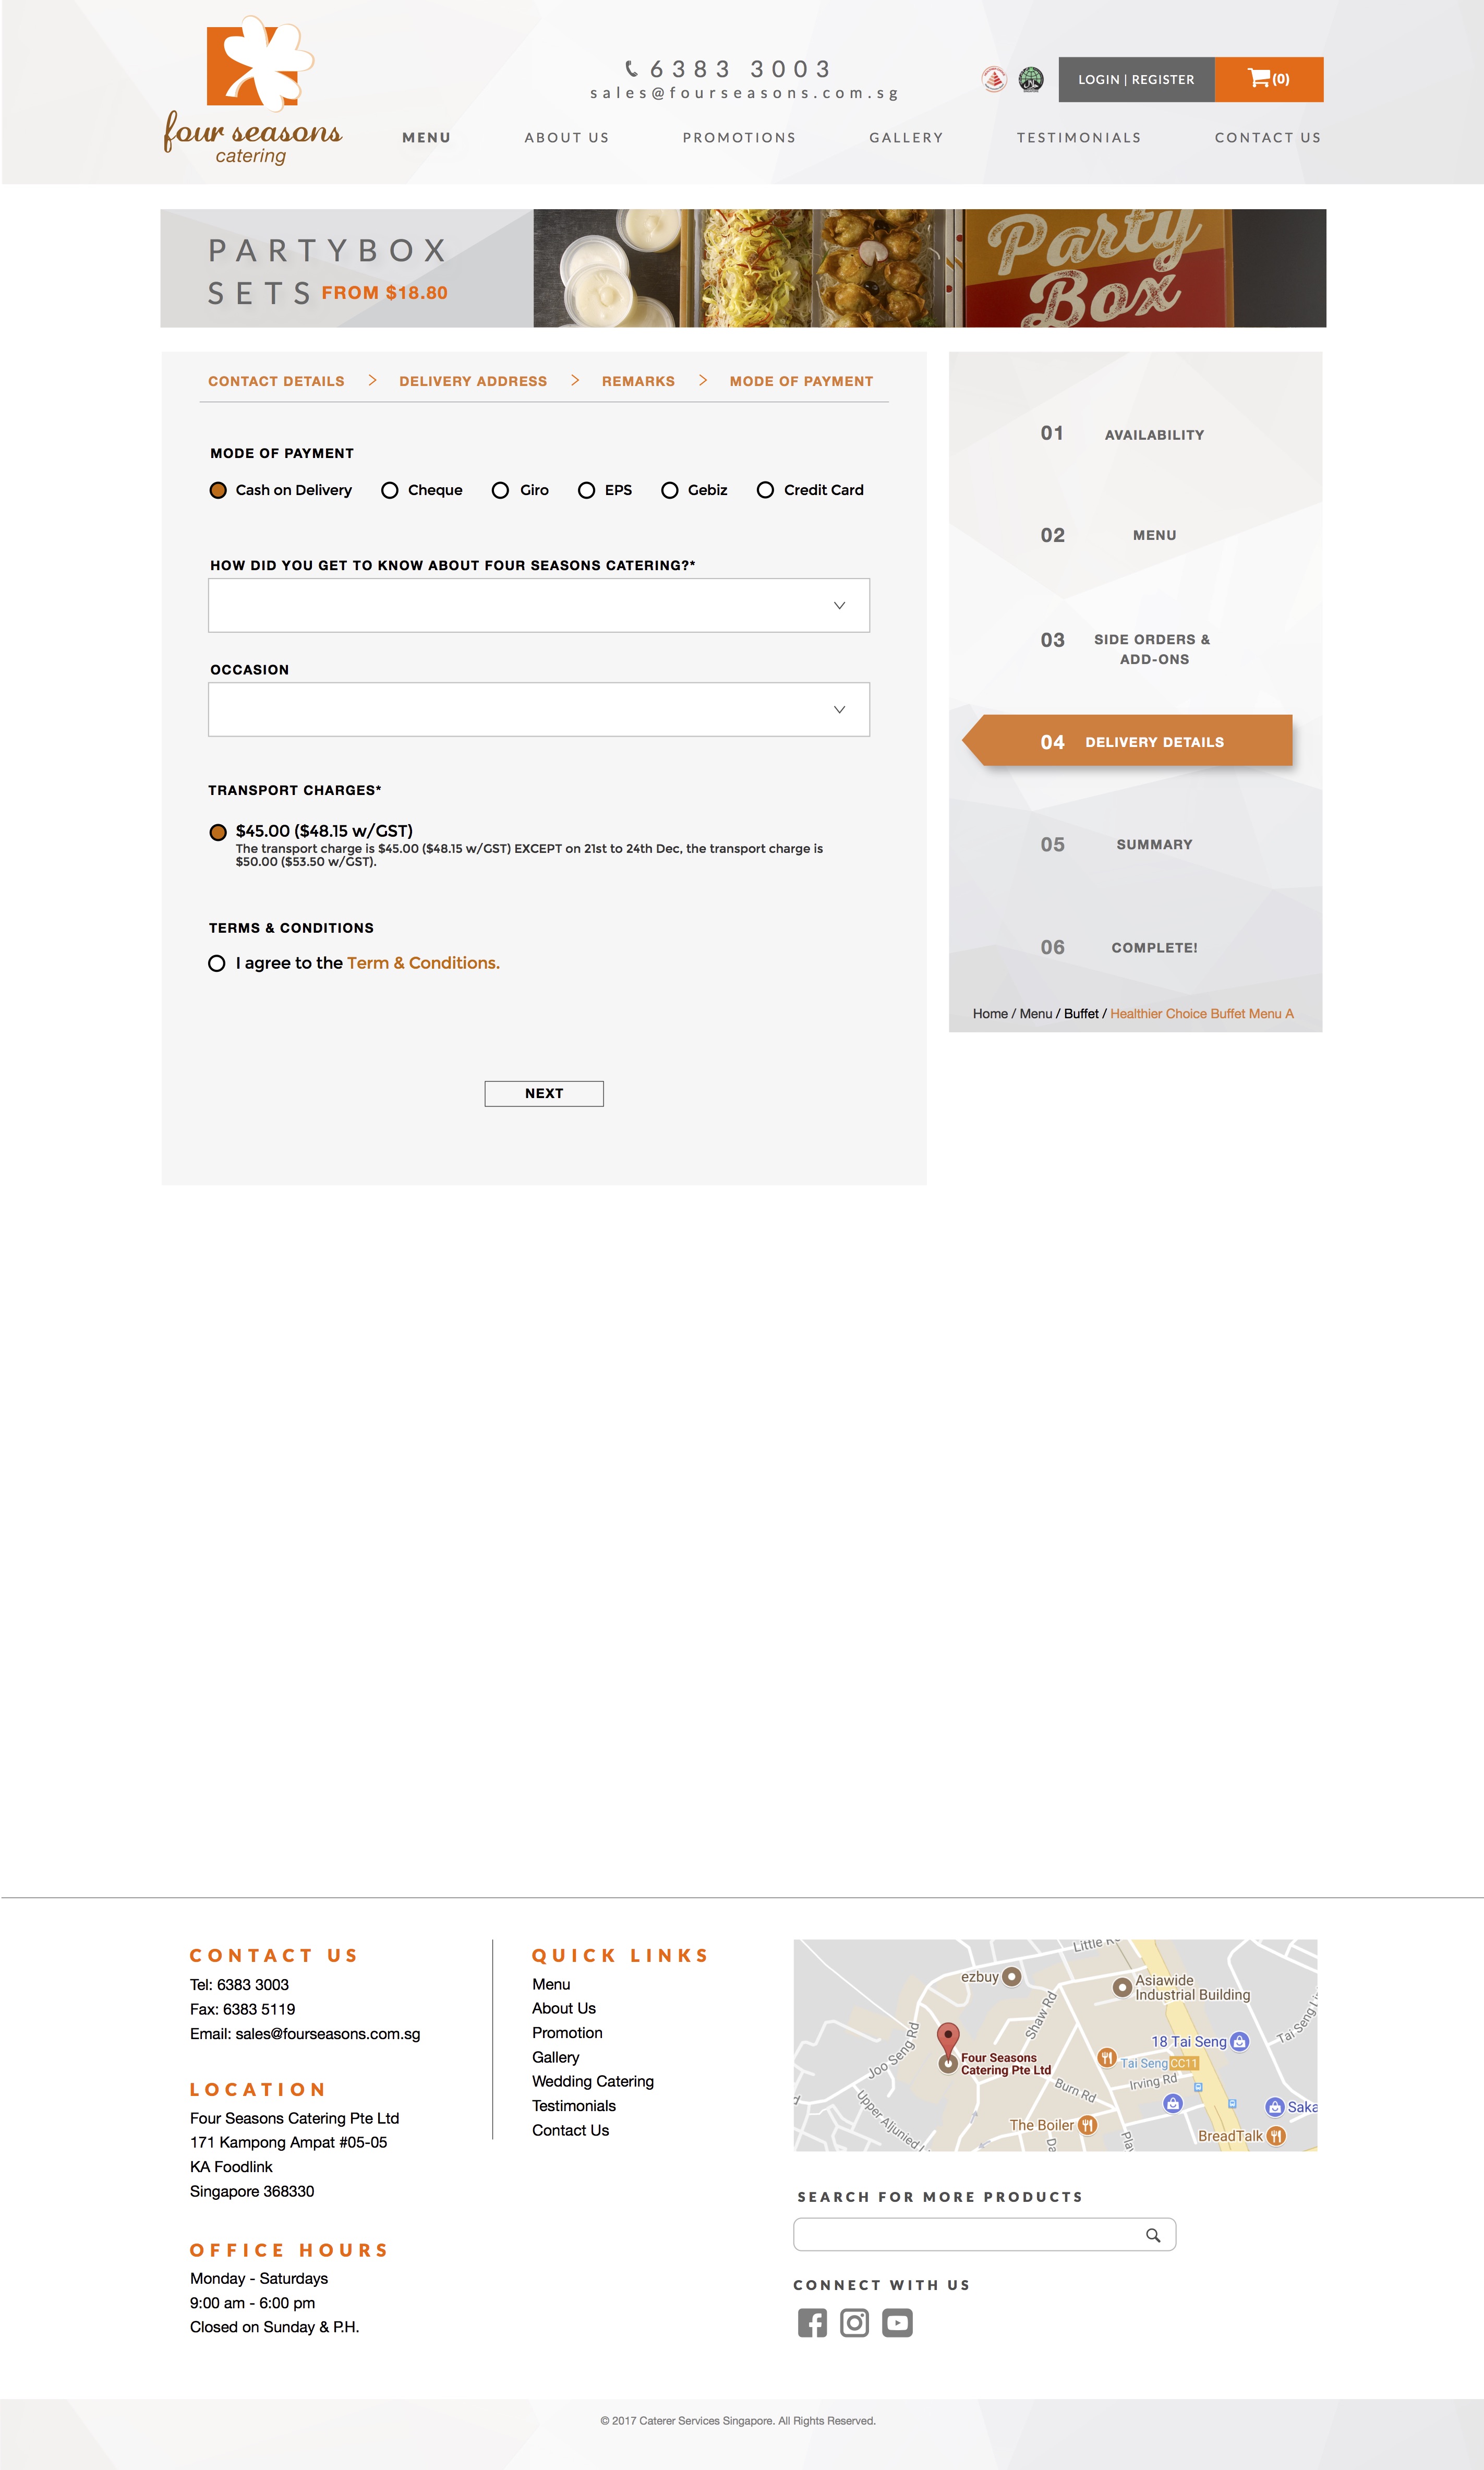 four seasons
catering
6383 3003
sales@fourseasons.com.sg
LOGIN | REGISTER
(0)
MENU
ABOUT US
PROMOTIONS
GALLERY
TESTIMONIALS
CONTACT US
PARTYBOX
SETS FROM $18.80
Party
Box
CONTACT DETAILS > DELIVERY ADDRESS > REMARKS > MODE OF PAYMENT
MODE OF PAYMENT
Cash on Delivery
Cheque
Giro
EPS
Gebiz
Credit Card
HOW DID YOU GET TO KNOW ABOUT FOUR SEASONS CATERING?*
OCCASION
TRANSPORT CHARGES*
$45.00 ($48.15 w/GST)
The transport charge is $45.00 ($48.15 w/GST) EXCEPT on 21st to 24th Dec, the transport charge is
$50.00 ($53.50 w/GST).
TERMS & CONDITIONS
I agree to the Term & Conditions.
NEXT
01 AVAILABILITY
02 MENU
03 SIDE ORDERS &
ADD-ONS
04 DELIVERY DETAILS
05 SUMMARY
06 COMPLETE!
Home / Menu / Buffet / Healthier Choice Buffet Menu A
CONTACT US
Tel: 6383 3003
Fax: 6383 5119
Email: sales@fourseasons.com.sg
LOCATION
Four Seasons Catering Pte Ltd
171 Kampong Ampat #05-05
KA Foodlink
Singapore 368330
OFFICE HOURS
Monday - Saturdays
9:00 am - 6:00 pm
Closed on Sunday & P.H.
QUICK LINKS
Menu
About Us
Promotion
Gallery
Wedding Catering
Testimonials
Contact Us
Little
ezbuy
Asiawide
Industrial Building
Shaw Rd
Joo Seng Rd
18 Tai Seng
Tai Seng
Four Seasons
Catering Pte Ltd
Tai Seng CC11
Irving Rd
Burn Rd
Upper Aljunied
The Boiler
Saka
BreadTalk
SEARCH FOR MORE PRODUCTS
CONNECT WITH US
© 2017 Caterer Services Singapore. All Rights Reserved.